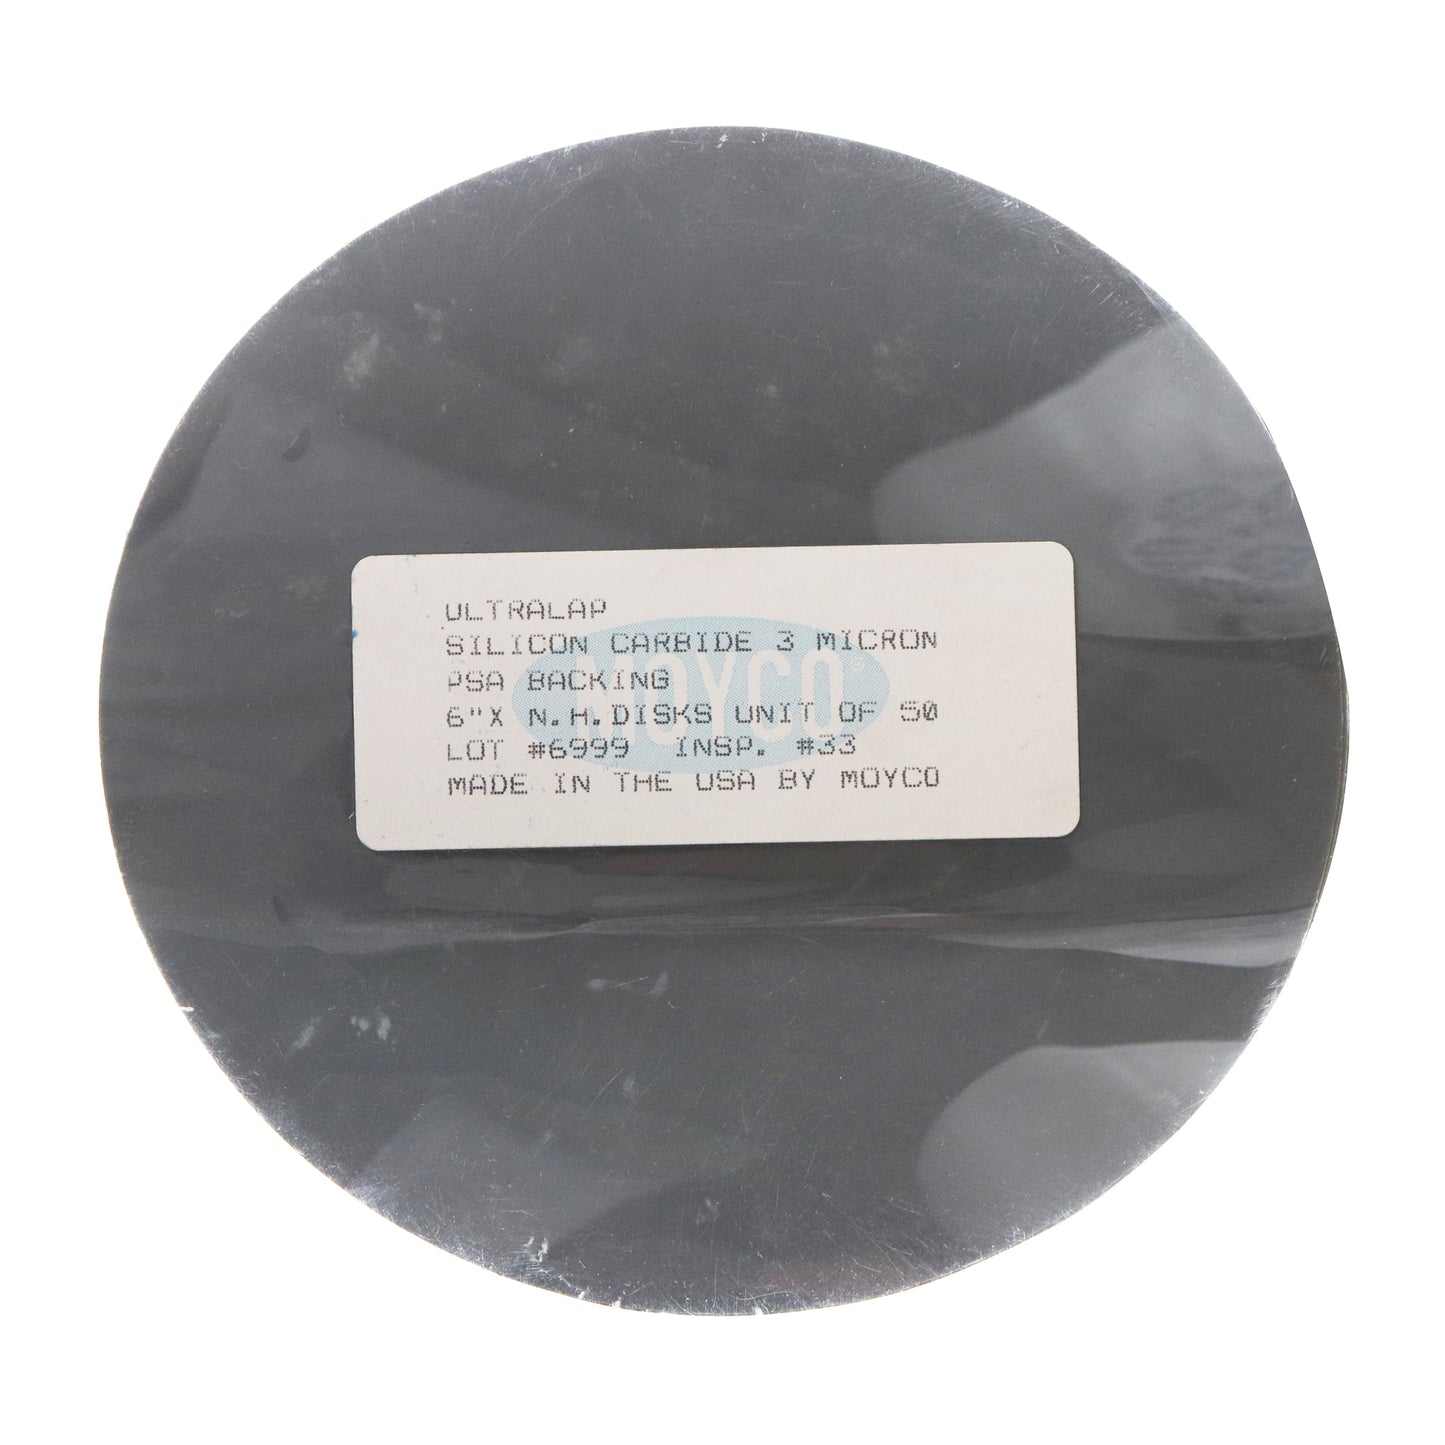 ULTRALAP
SILICON CARBIDE 3 MICRON
PSA BACKING
6"X N.H.DISKS UNIT OF 50
LOT #6999 INSP. #33
MADE IN THE USA BY MOYCO
MOYCO®